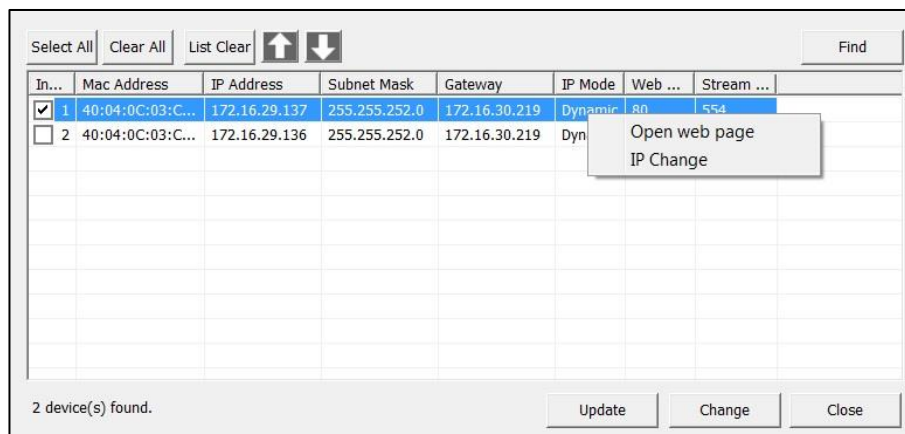 Select All Clear All List Clear Find
In... Mac Address IP Address Subnet Mask Gateway IP Mode Web ... Stream ...
1 40:04:0C:03:C... 172.16.29.137 255.255.252.0 172.16.30.219 Dynamic 80 554
2 40:04:0C:03:C... 172.16.29.136 255.255.252.0 172.16.30.219 Dyn
Open web page
IP Change
2 device(s) found. Update Change Close